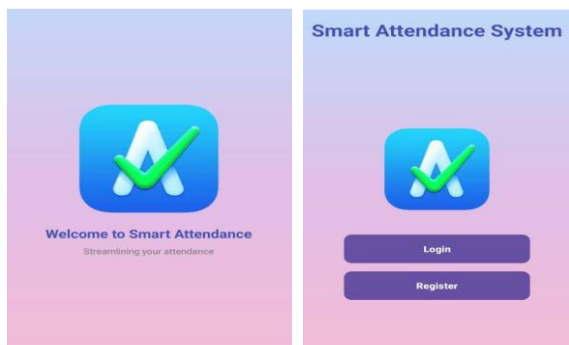 Welcome to Smart Attendance
Streamlining your attendance
Smart Attendance System
Login
Register